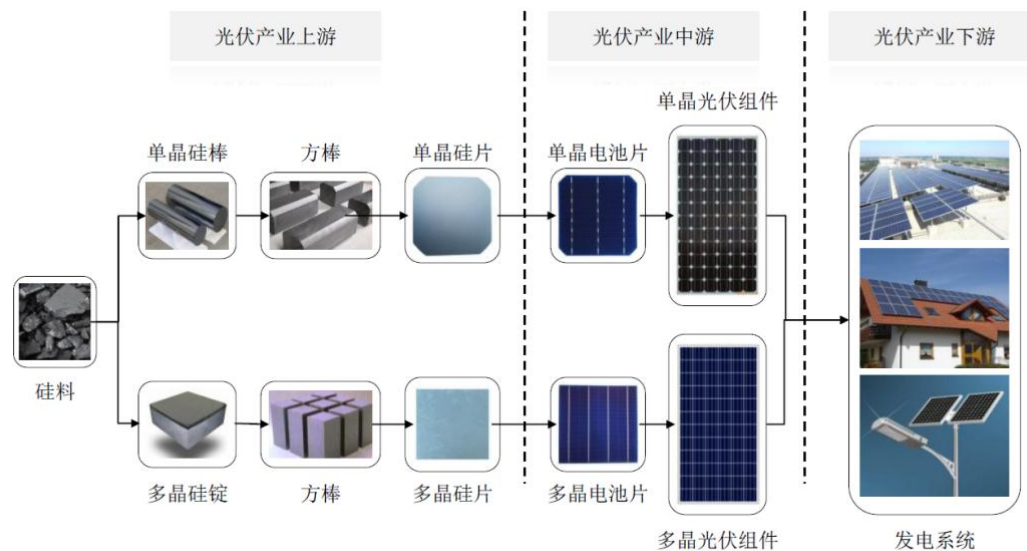 光伏产业上游
光伏产业中游
光伏产业下游
单晶光伏组件
单晶硅棒
方棒
单晶硅片
单晶电池片
硅料
多晶硅锭
方棒
多晶硅片
多晶电池片
多晶光伏组件
发电系统